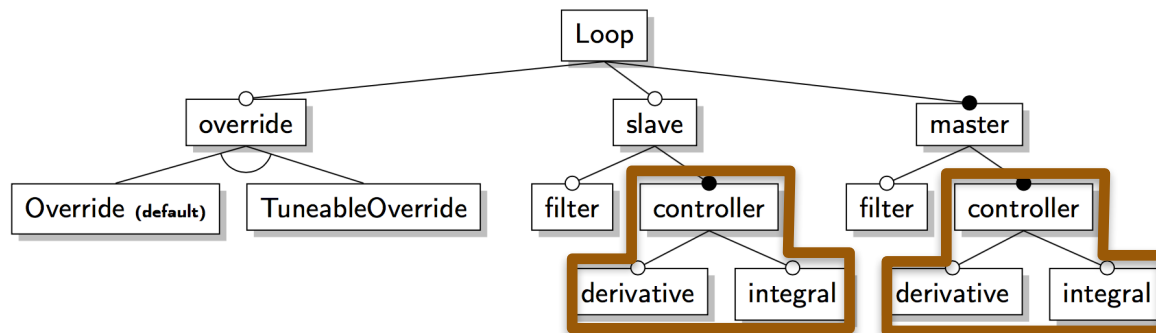 Loop
override
slave
master
Override (default)
TuneableOverride
filter
controller
filter
controller
derivative
integral
derivative
integral